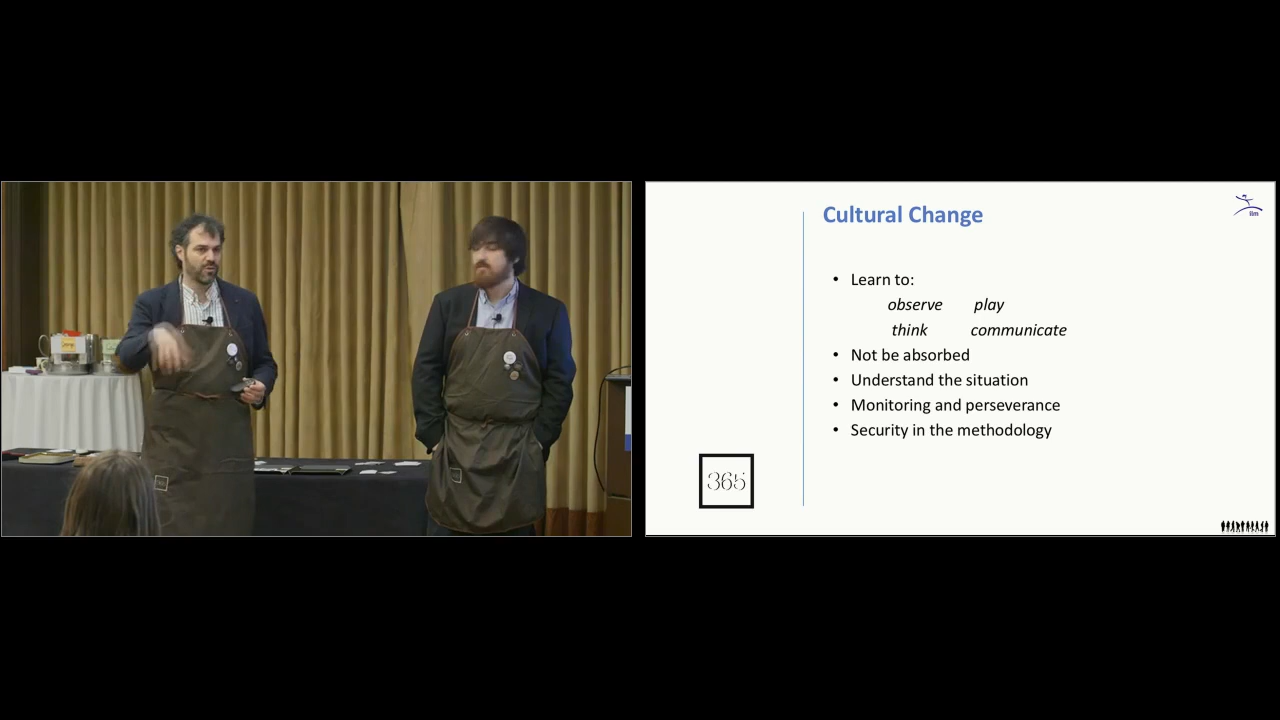 Cultural Change
• Learn to:
observe play
think communicate
• Not be absorbed
• Understand the situation
• Monitoring and perseverance
• Security in the methodology
365
ilm